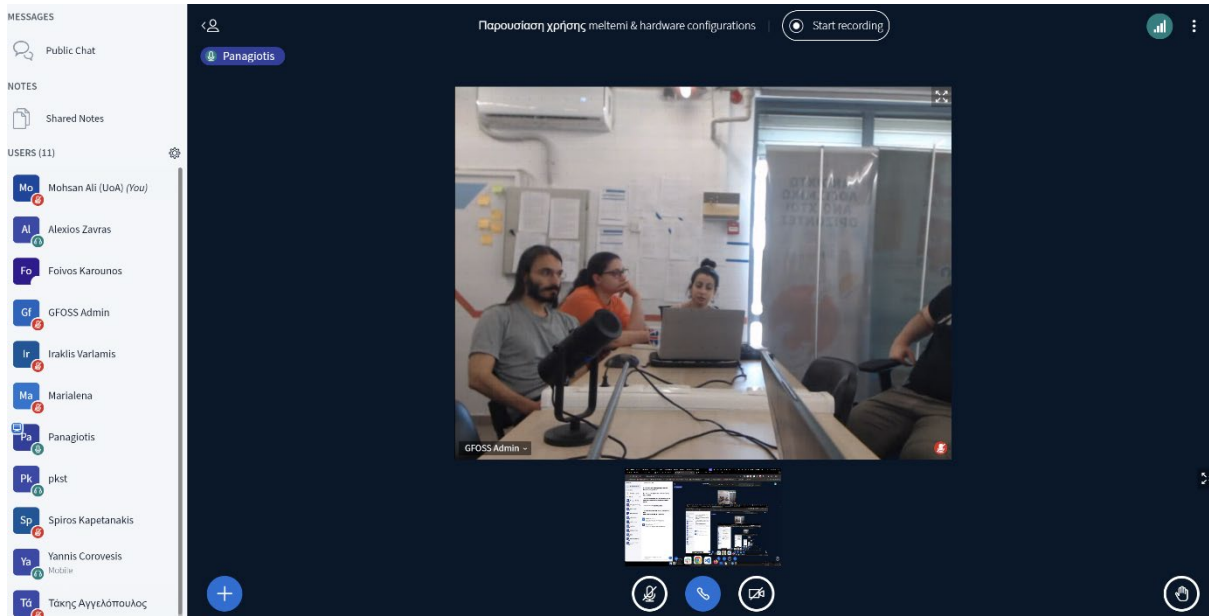 MESSAGES
Public Chat
NOTES
Shared Notes
USERS (11)
Mo Mohsan Ali (UoA) (You)
Al Alexios Zavras
Fo Foivos Karounos
Gf GFOSS Admin
Ir Iraklis Varlamis
Ma Marialena
Pa Panagiotis
Pk pkst
Sp Spiros Kapetanakis
Ya Yannis Corovesis
Mobile
Τά Τάκης Αγγελόπουλος
Παρουσίαση χρήσης meltemi & hardware configurations
Start recording
Panagiotis
GFOSS Admin